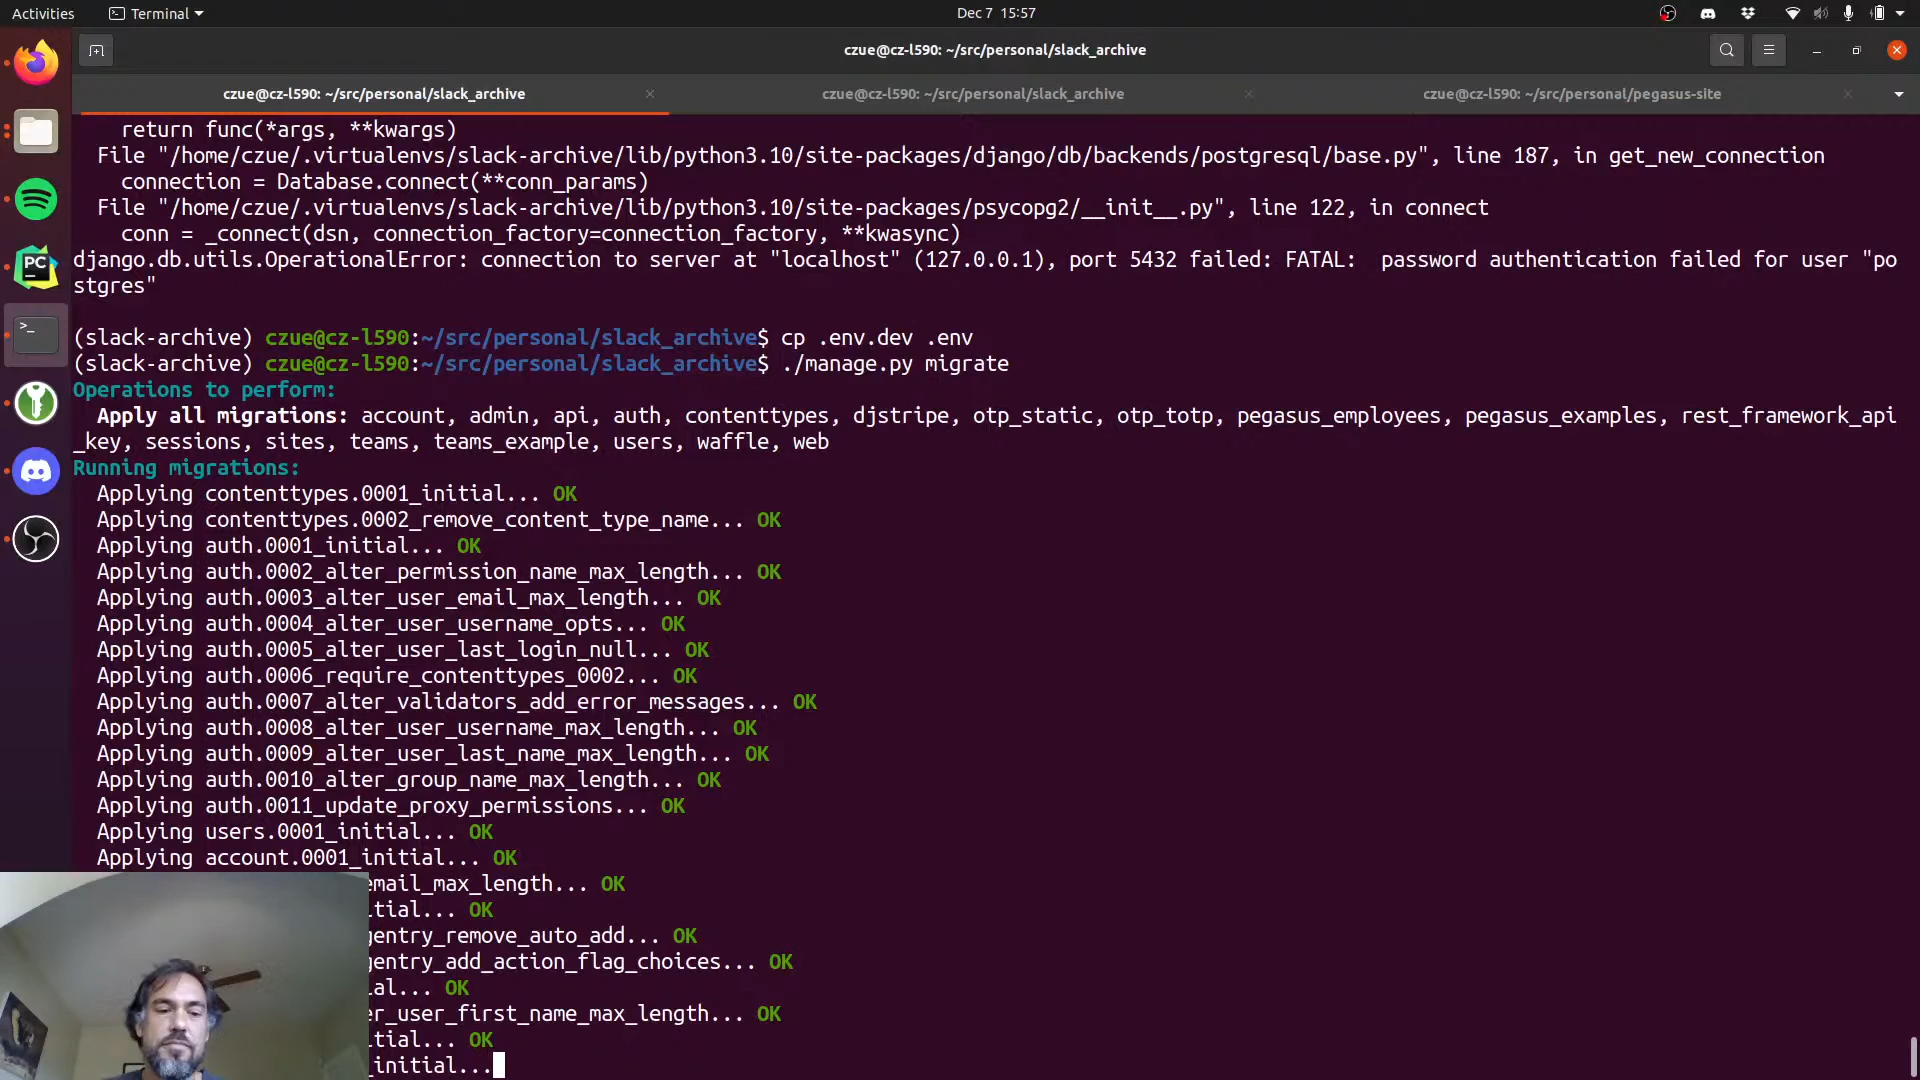 Activities
Terminal
Dec 7 15:57
czue@cz-l590: ~/src/personal/slack_archive
czue@cz-l590: ~/src/personal/slack_archive
czue@cz-l590: ~/src/personal/slack_archive
czue@cz-l590: ~/src/personal/pegasus-site
return func(*args, **kwargs)
File "/home/czue/.virtualenvs/slack-archive/lib/python3.10/site-packages/django/db/backends/postgresql/base.py", line 187, in get_new_connection
connection = Database.connect(**conn_params)
File "/home/czue/.virtualenvs/slack-archive/lib/python3.10/site-packages/psycopg2/__init__.py", line 122, in connect
conn = _connect(dsn, connection_factory=connection_factory, **kwasync)
django.db.utils.OperationalError: connection to server at "localhost" (127.0.0.1), port 5432 failed: FATAL:  password authentication failed for user "po
stgres"
(slack-archive) czue@cz-l590:~/src/personal/slack_archive$ cp .env.dev .env
(slack-archive) czue@cz-l590:~/src/personal/slack_archive$ ./manage.py migrate
Operations to perform:
Apply all migrations: account, admin, api, auth, contenttypes, djstripe, otp_static, otp_totp, pegasus_employees, pegasus_examples, rest_framework_api
_key, sessions, sites, teams, teams_example, users, waffle, web
Running migrations:
Applying contenttypes.0001_initial... OK
Applying contenttypes.0002_remove_content_type_name... OK
Applying auth.0001_initial... OK
Applying auth.0002_alter_permission_name_max_length... OK
Applying auth.0003_alter_user_email_max_length... OK
Applying auth.0004_alter_user_username_opts... OK
Applying auth.0005_alter_user_last_login_null... OK
Applying auth.0006_require_contenttypes_0002... OK
Applying auth.0007_alter_validators_add_error_messages... OK
Applying auth.0008_alter_user_username_max_length... OK
Applying auth.0009_alter_user_last_name_max_length... OK
Applying auth.0010_alter_group_name_max_length... OK
Applying auth.0011_update_proxy_permissions... OK
Applying users.0001_initial... OK
Applying account.0001_initial... OK
email_max_length... OK
itial... OK
gentry_remove_auto_add... OK
gentry_add_action_flag_choices... OK
ial... OK
er_user_first_name_max_length... OK
itial... OK
_initial...
PC
>_